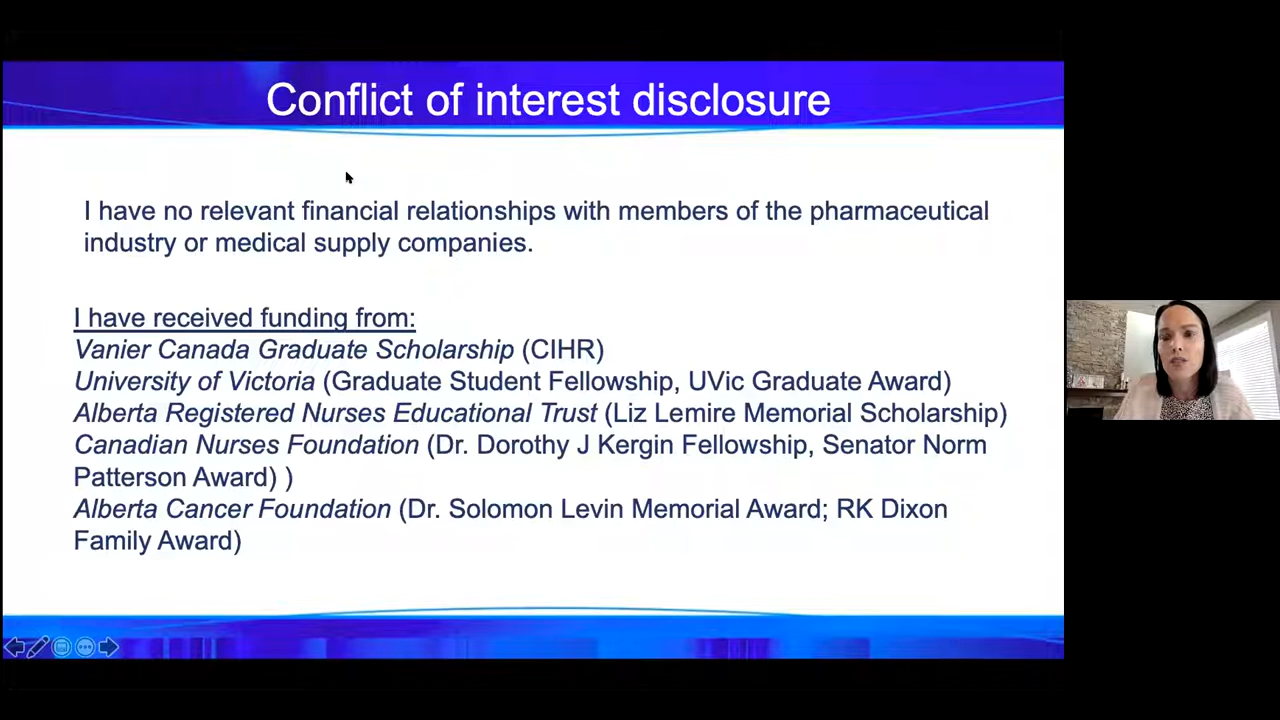 Conflict of interest disclosure
I have no relevant financial relationships with members of the pharmaceutical
industry or medical supply companies.
I have received funding from:
Vanier Canada Graduate Scholarship (CIHR)
University of Victoria (Graduate Student Fellowship, UVic Graduate Award)
Alberta Registered Nurses Educational Trust (Liz Lemire Memorial Scholarship)
Canadian Nurses Foundation (Dr. Dorothy J Kergin Fellowship, Senator Norm
Patterson Award) )
Alberta Cancer Foundation (Dr. Solomon Levin Memorial Award; RK Dixon
Family Award)